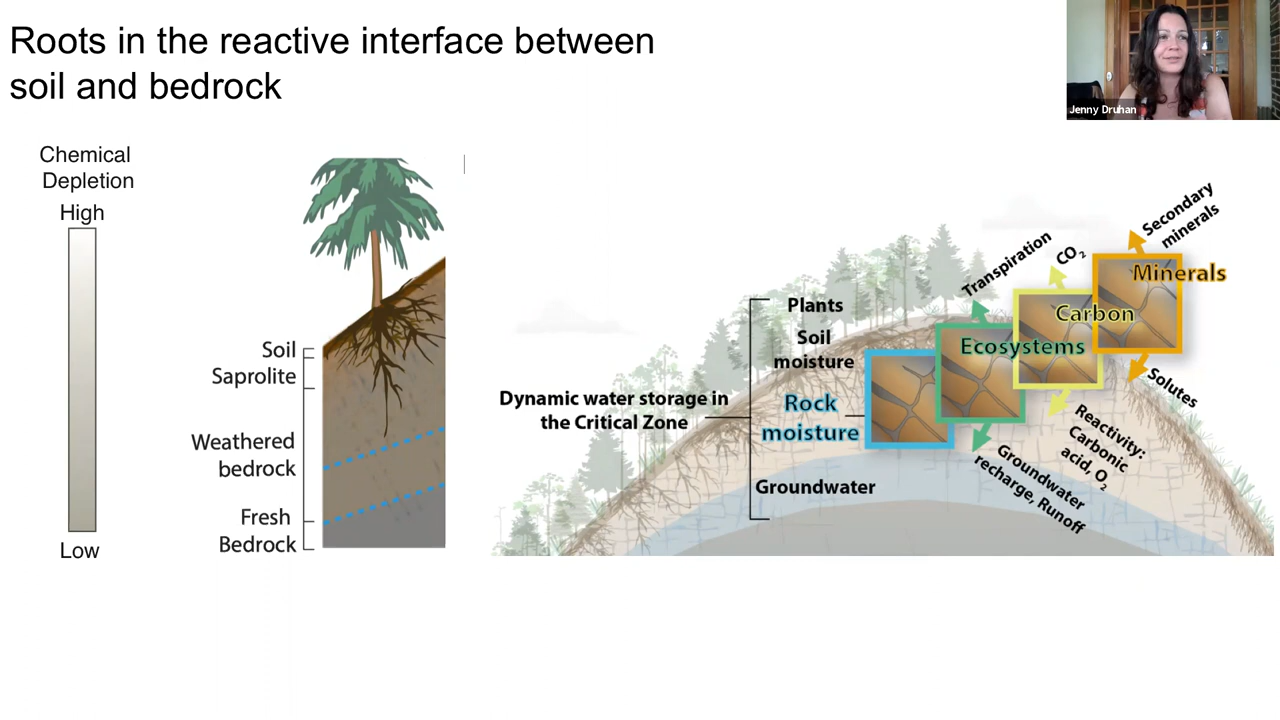 Roots in the reactive interface between
soil and bedrock
Jenny Druhan
Chemical
Depletion
High
Low
Soil
Saprolite
Weathered
bedrock
Fresh
Bedrock
Dynamic water storage in
the Critical Zone
Plants
Soil
moisture
Rock
moisture
Groundwater
Ecosystems
Carbon
Minerals
Transpiration
CO₂
Secondary
minerals
Groundwater
recharge, Runoff
Reactivity:
Carbonic
acid, O₂
Solutes